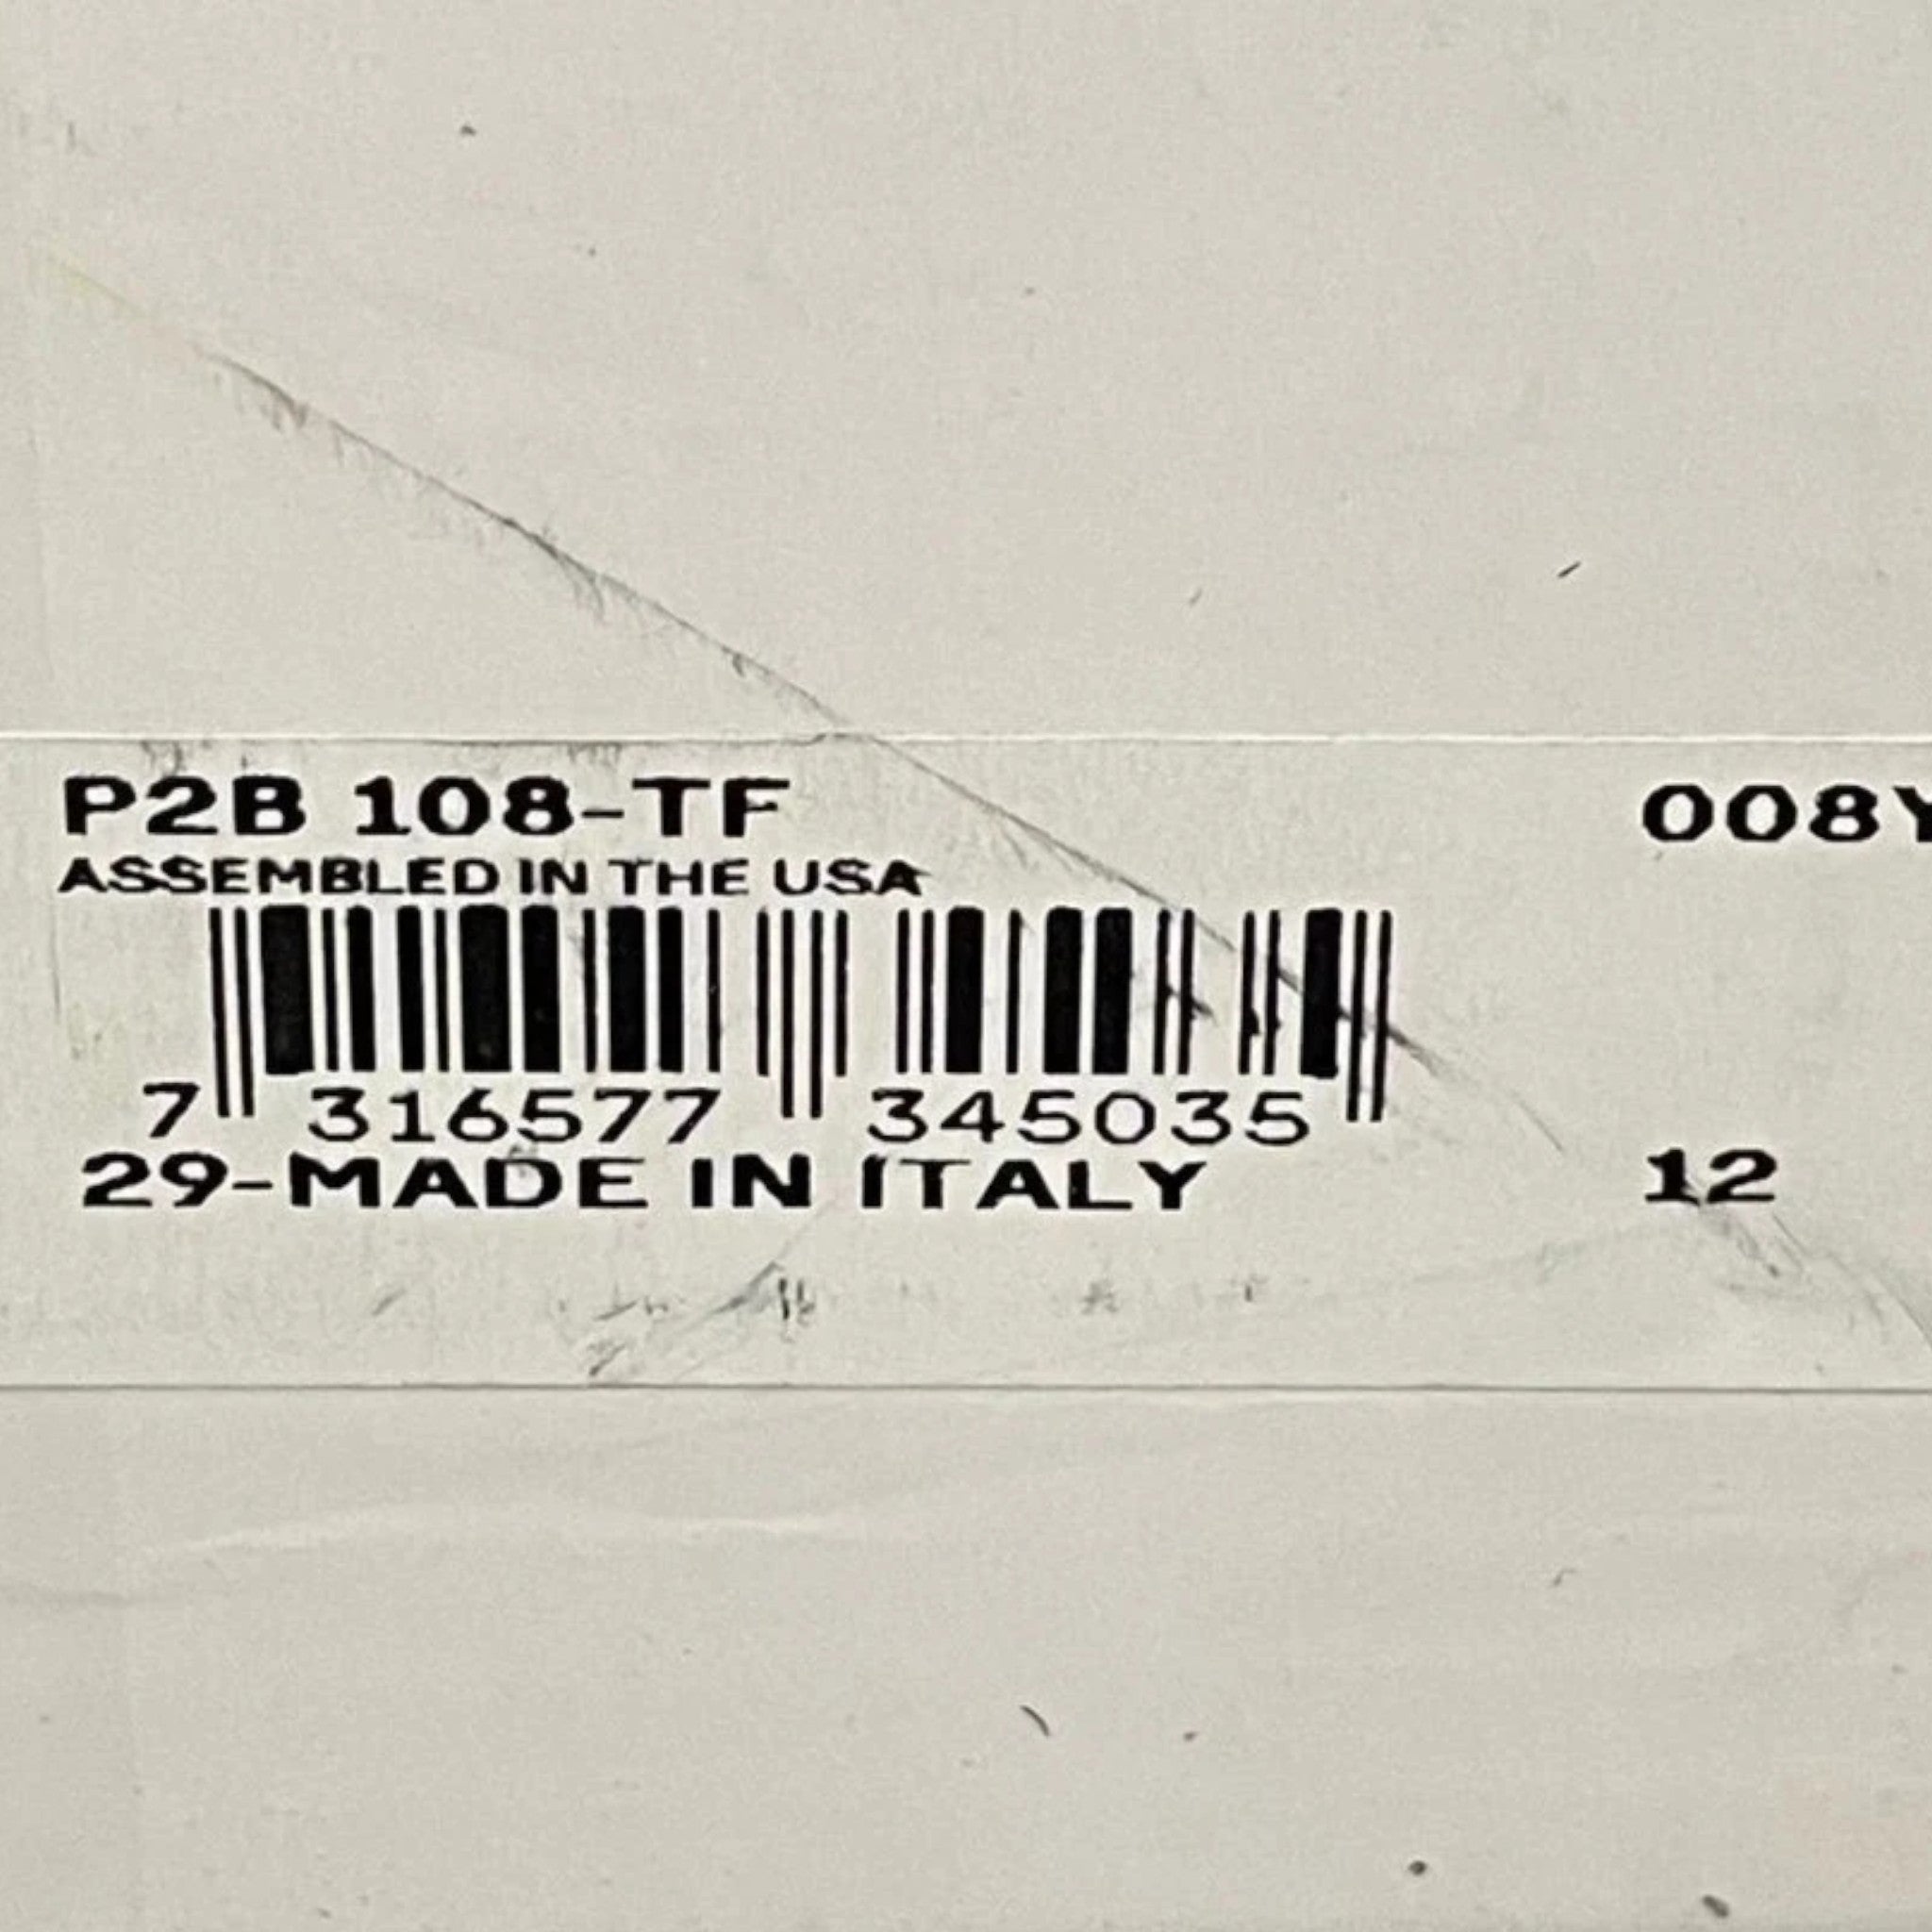 P2B 108-TF 008Y
ASSEMBLED IN THE USA
7 316577 345035
29-MADE IN ITALY 12